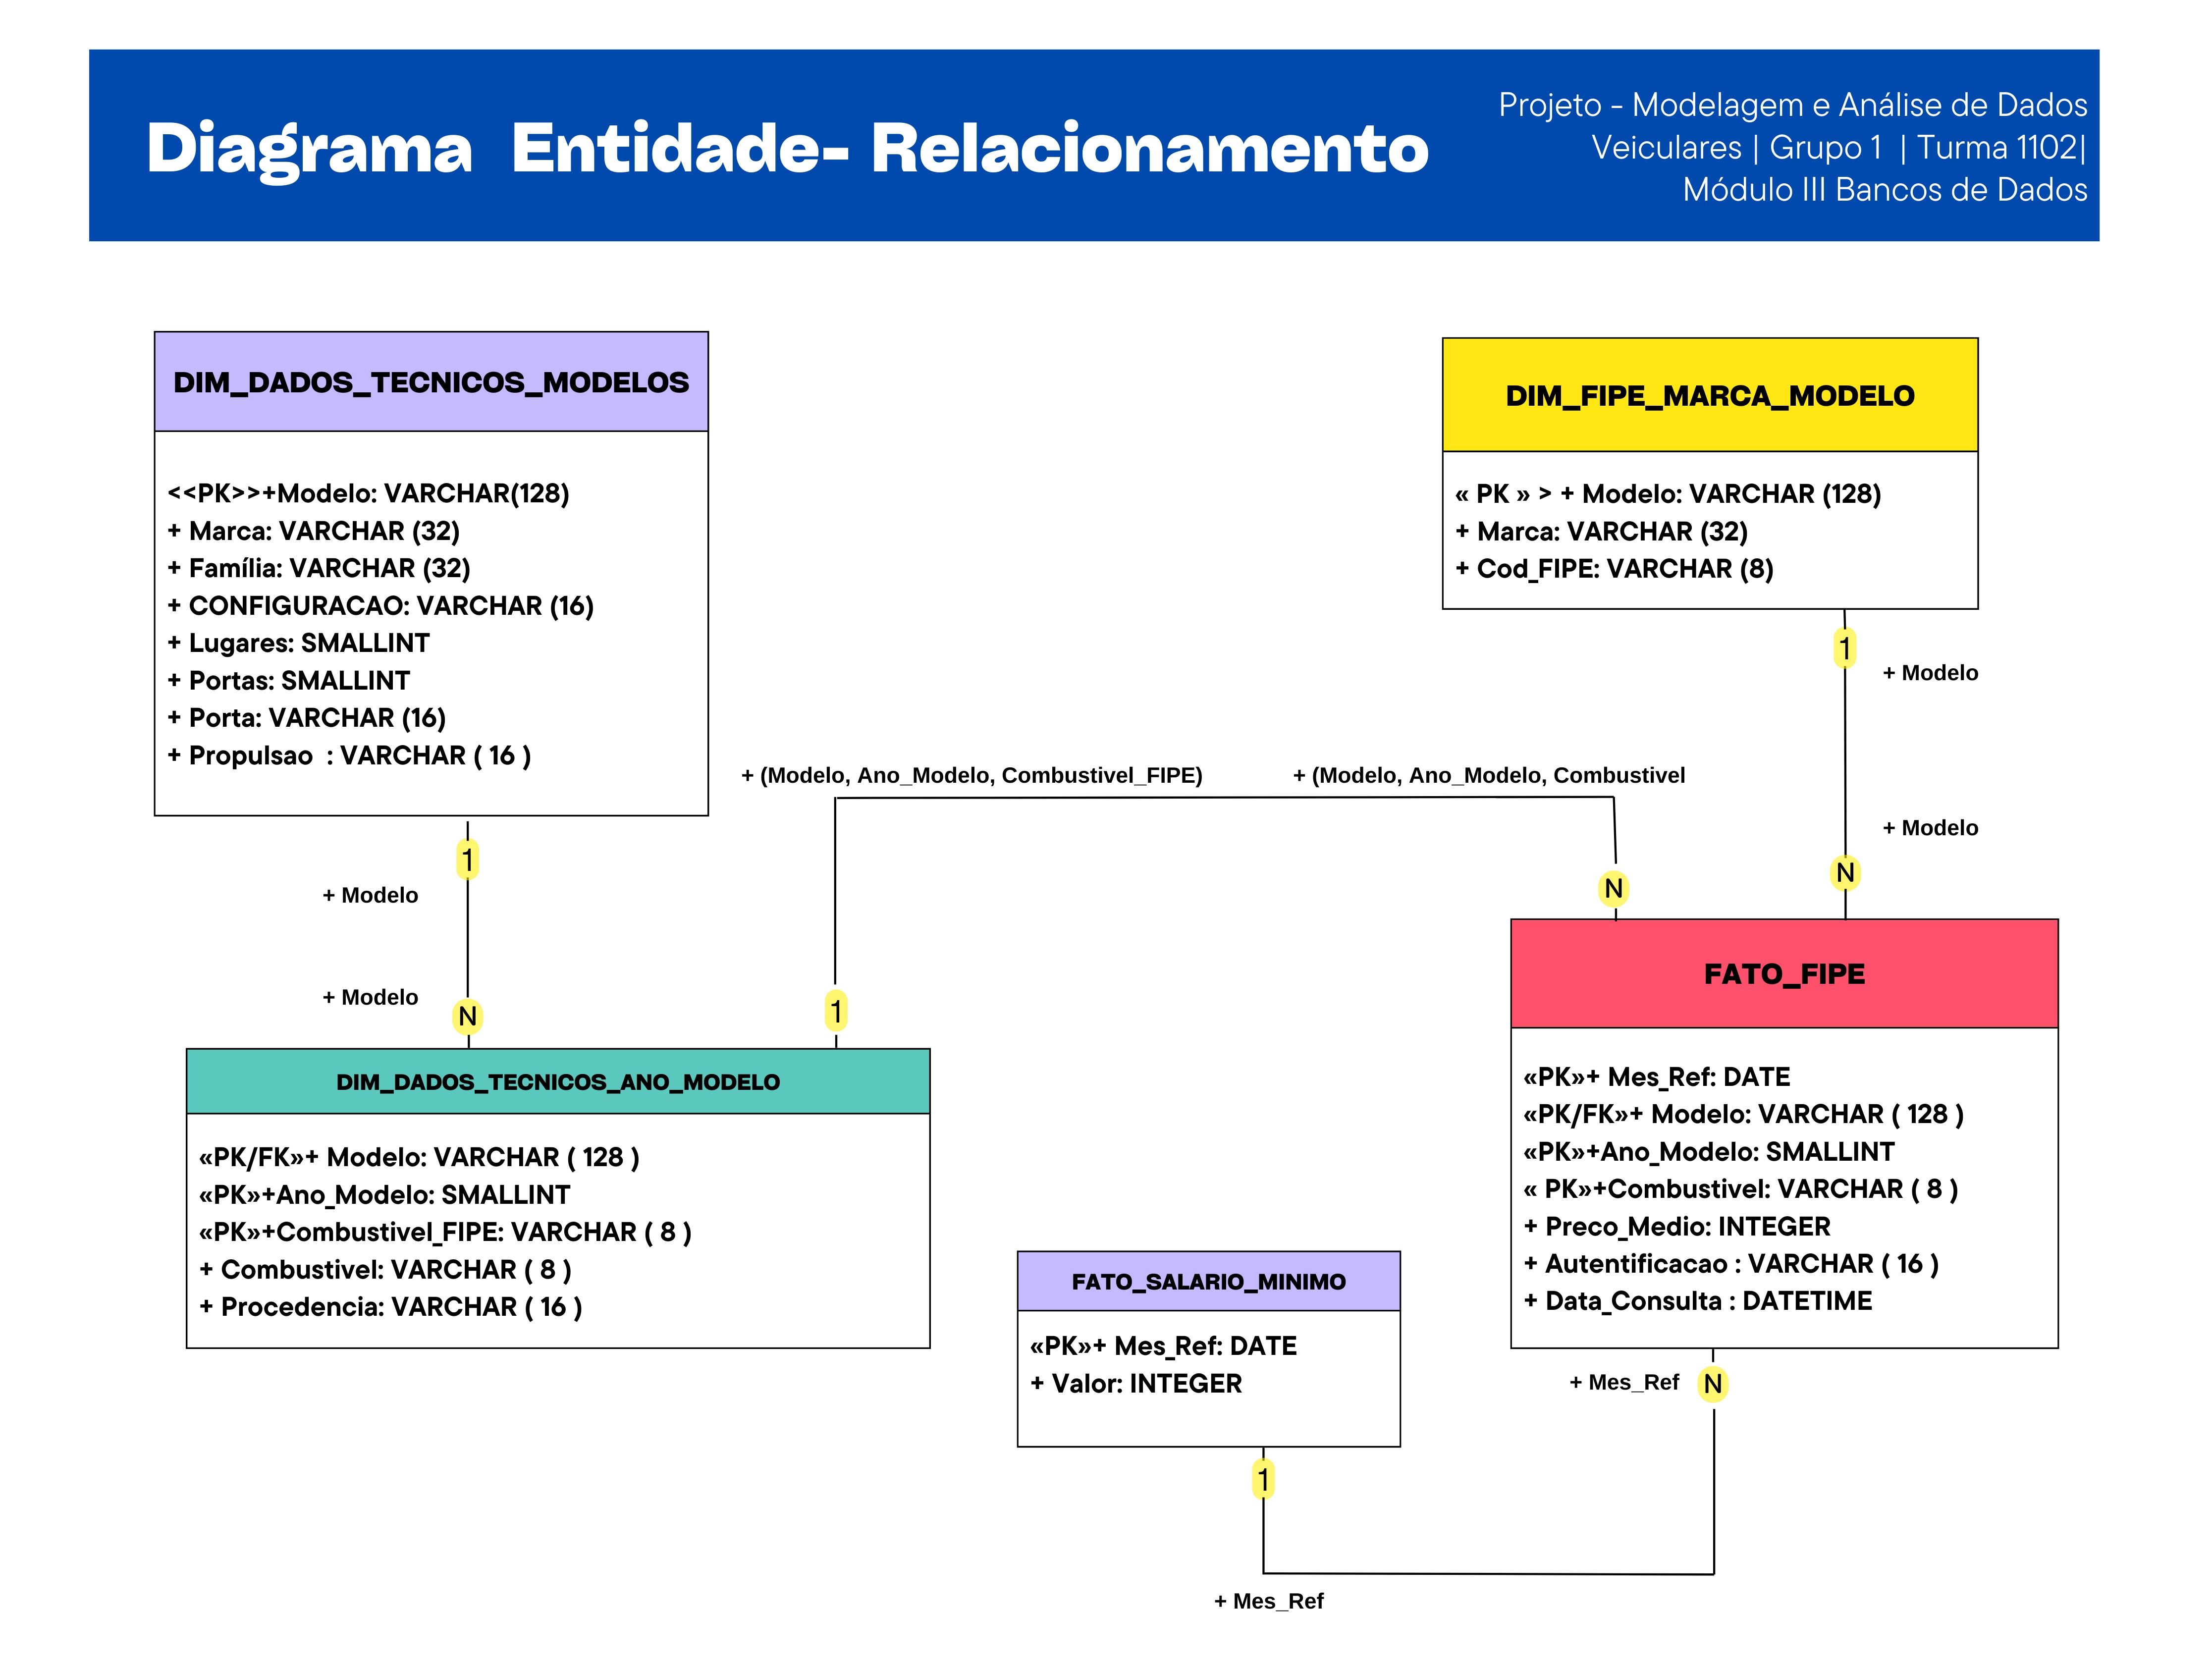 Diagrama Entidade- Relacionamento
Projeto - Modelagem e Análise de Dados
Veiculares | Grupo 1 | Turma 1102|
Módulo III Bancos de Dados
DIM_DADOS_TECNICOS_MODELOS
<<PK>>+Modelo: VARCHAR(128)
+ Marca: VARCHAR (32)
+ Família: VARCHAR (32)
+ CONFIGURACAO: VARCHAR (16)
+ Lugares: SMALLINT
+ Portas: SMALLINT
+ Porta: VARCHAR (16)
+ Propulsao : VARCHAR ( 16 )
DIM_FIPE_MARCA_MODELO
« PK » > + Modelo: VARCHAR (128)
+ Marca: VARCHAR (32)
+ Cod_FIPE: VARCHAR (8)
1
+ Modelo
+ (Modelo, Ano_Modelo, Combustivel_FIPE)
+ (Modelo, Ano_Modelo, Combustivel
+ Modelo
1
+ Modelo
N
N
+ Modelo
N
1
FATO_FIPE
«PK»+ Mes_Ref: DATE
«PK/FK»+ Modelo: VARCHAR ( 128 )
«PK»+Ano_Modelo: SMALLINT
« PK»+Combustivel: VARCHAR ( 8 )
+ Preco_Medio: INTEGER
+ Autentificacao : VARCHAR ( 16 )
+ Data_Consulta : DATETIME
DIM_DADOS_TECNICOS_ANO_MODELO
«PK/FK»+ Modelo: VARCHAR ( 128 )
«PK»+Ano_Modelo: SMALLINT
«PK»+Combustivel_FIPE: VARCHAR ( 8 )
+ Combustivel: VARCHAR ( 8 )
+ Procedencia: VARCHAR ( 16 )
FATO_SALARIO_MINIMO
«PK»+ Mes_Ref: DATE
+ Valor: INTEGER
+ Mes_Ref
N
1
+ Mes_Ref